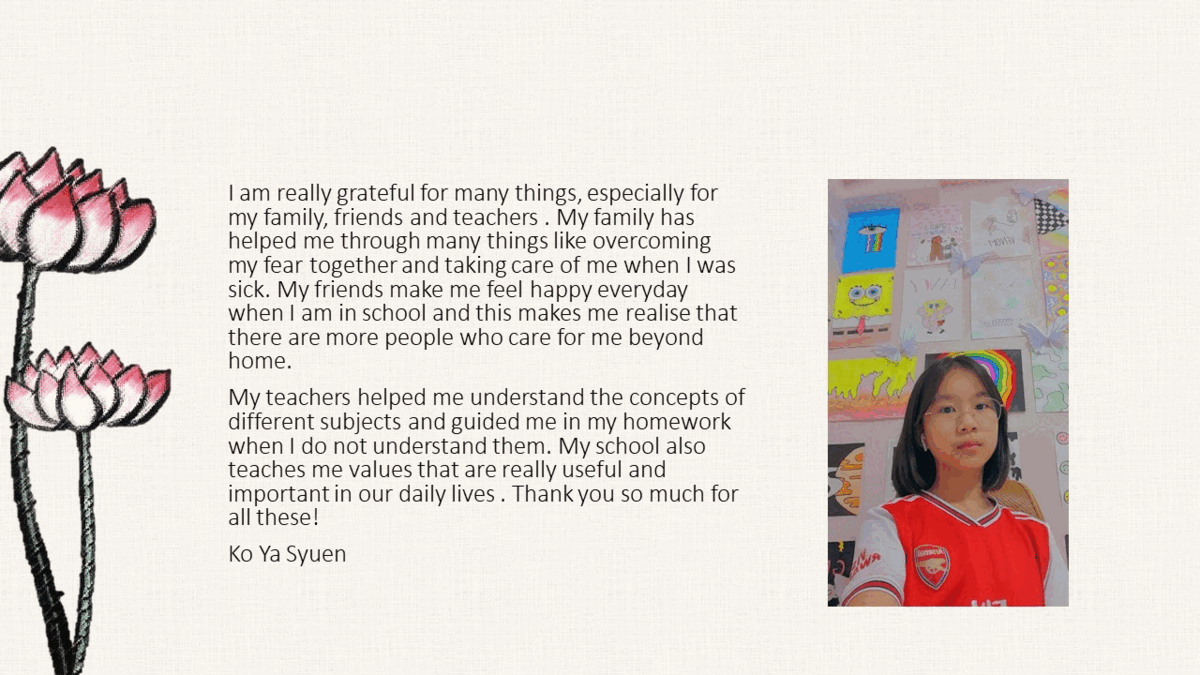 I am really grateful for many things, especially for
my family, friends and teachers . My family has
helped me through many things like overcoming
my fear together and taking care of me when I was
sick. My friends make me feel happy everyday
when I am in school and this makes me realise that
there are more people who care for me beyond
home.
My teachers helped me understand the concepts of
different subjects and guided me in my homework
when I do not understand them. My school also
teaches me values that are really useful and
important in our daily lives . Thank you so much for
all these!
Ko Ya Syuen